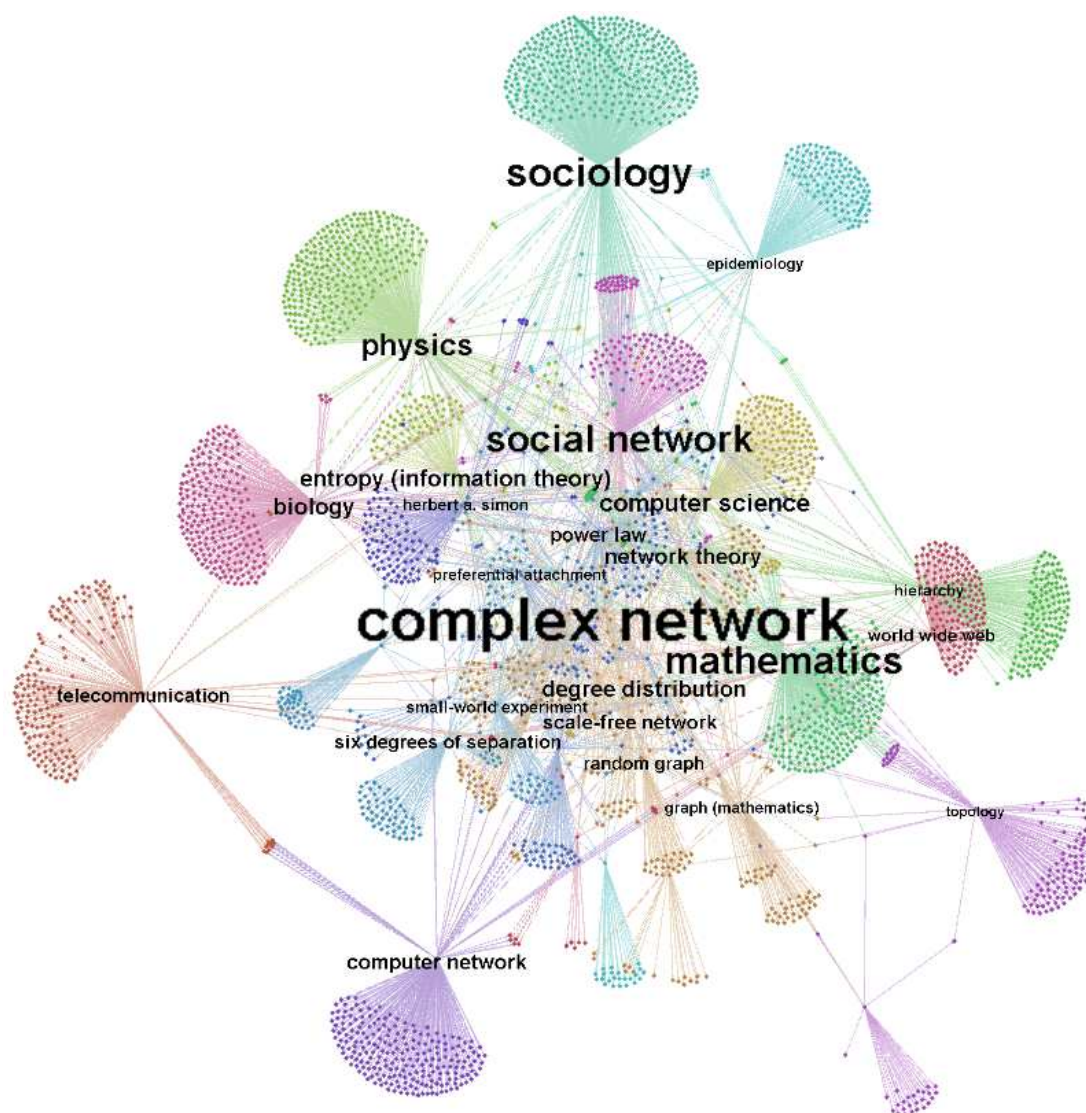 sociology
epidemiology
physics
social network
entropy (information theory)
biology
herbert a. simon
computer science
power law
network theory
preferential attachment
hierarchy
complex network
world wide web
mathematics
telecommunication
degree distribution
small-world experiment
scale-free network
six degrees of separation
random graph
graph (mathematics)
topology
computer network